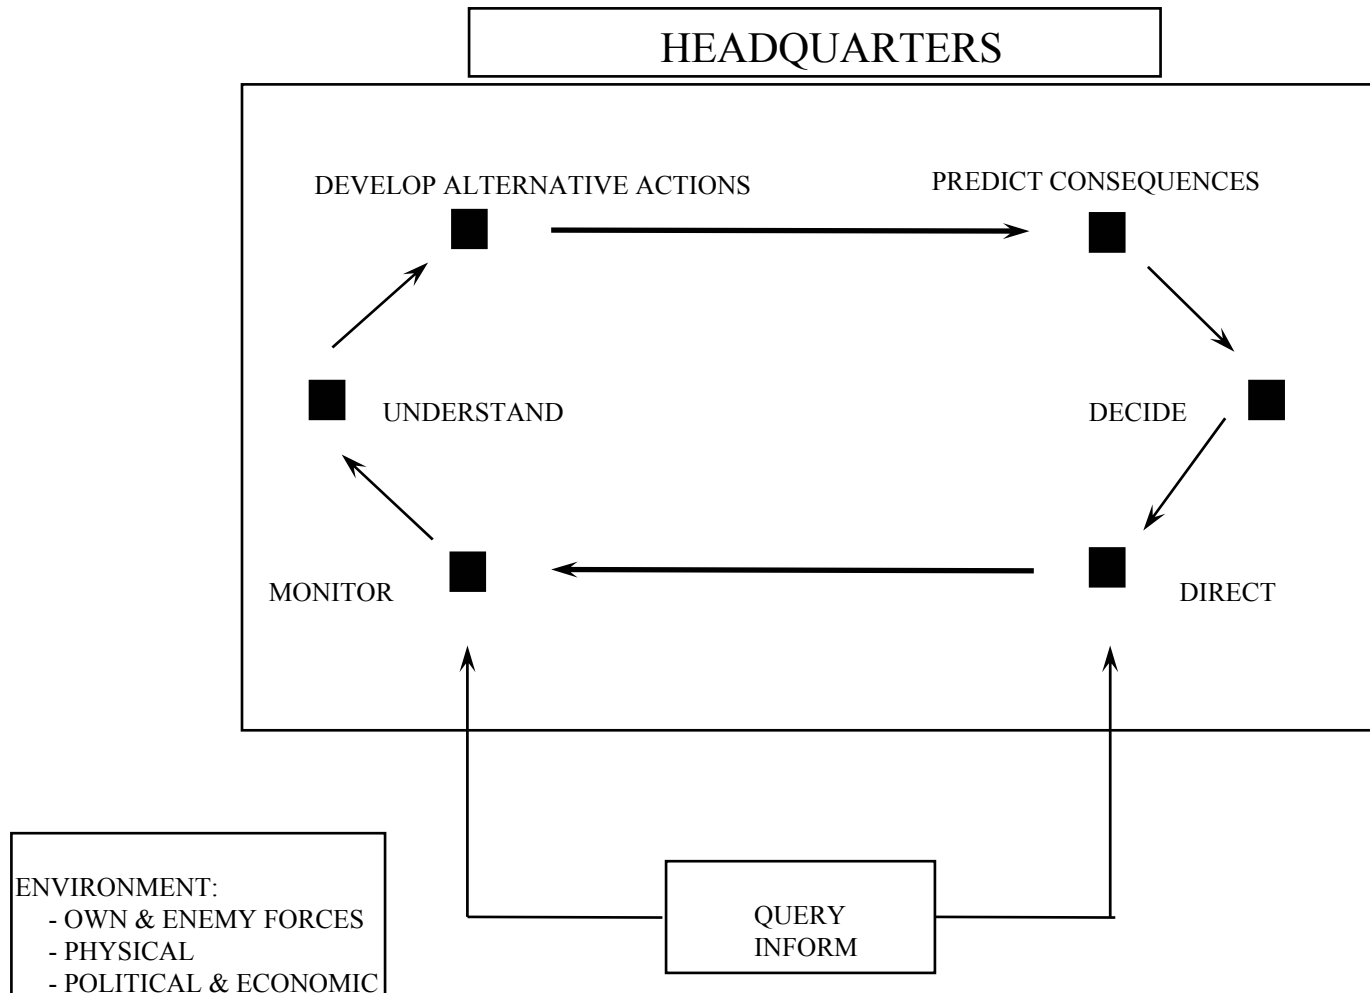 HEADQUARTERS
DEVELOP ALTERNATIVE ACTIONS
PREDICT CONSEQUENCES
UNDERSTAND
DECIDE
MONITOR
DIRECT
ENVIRONMENT:
- OWN & ENEMY FORCES
- PHYSICAL
- POLITICAL & ECONOMIC
QUERY
INFORM